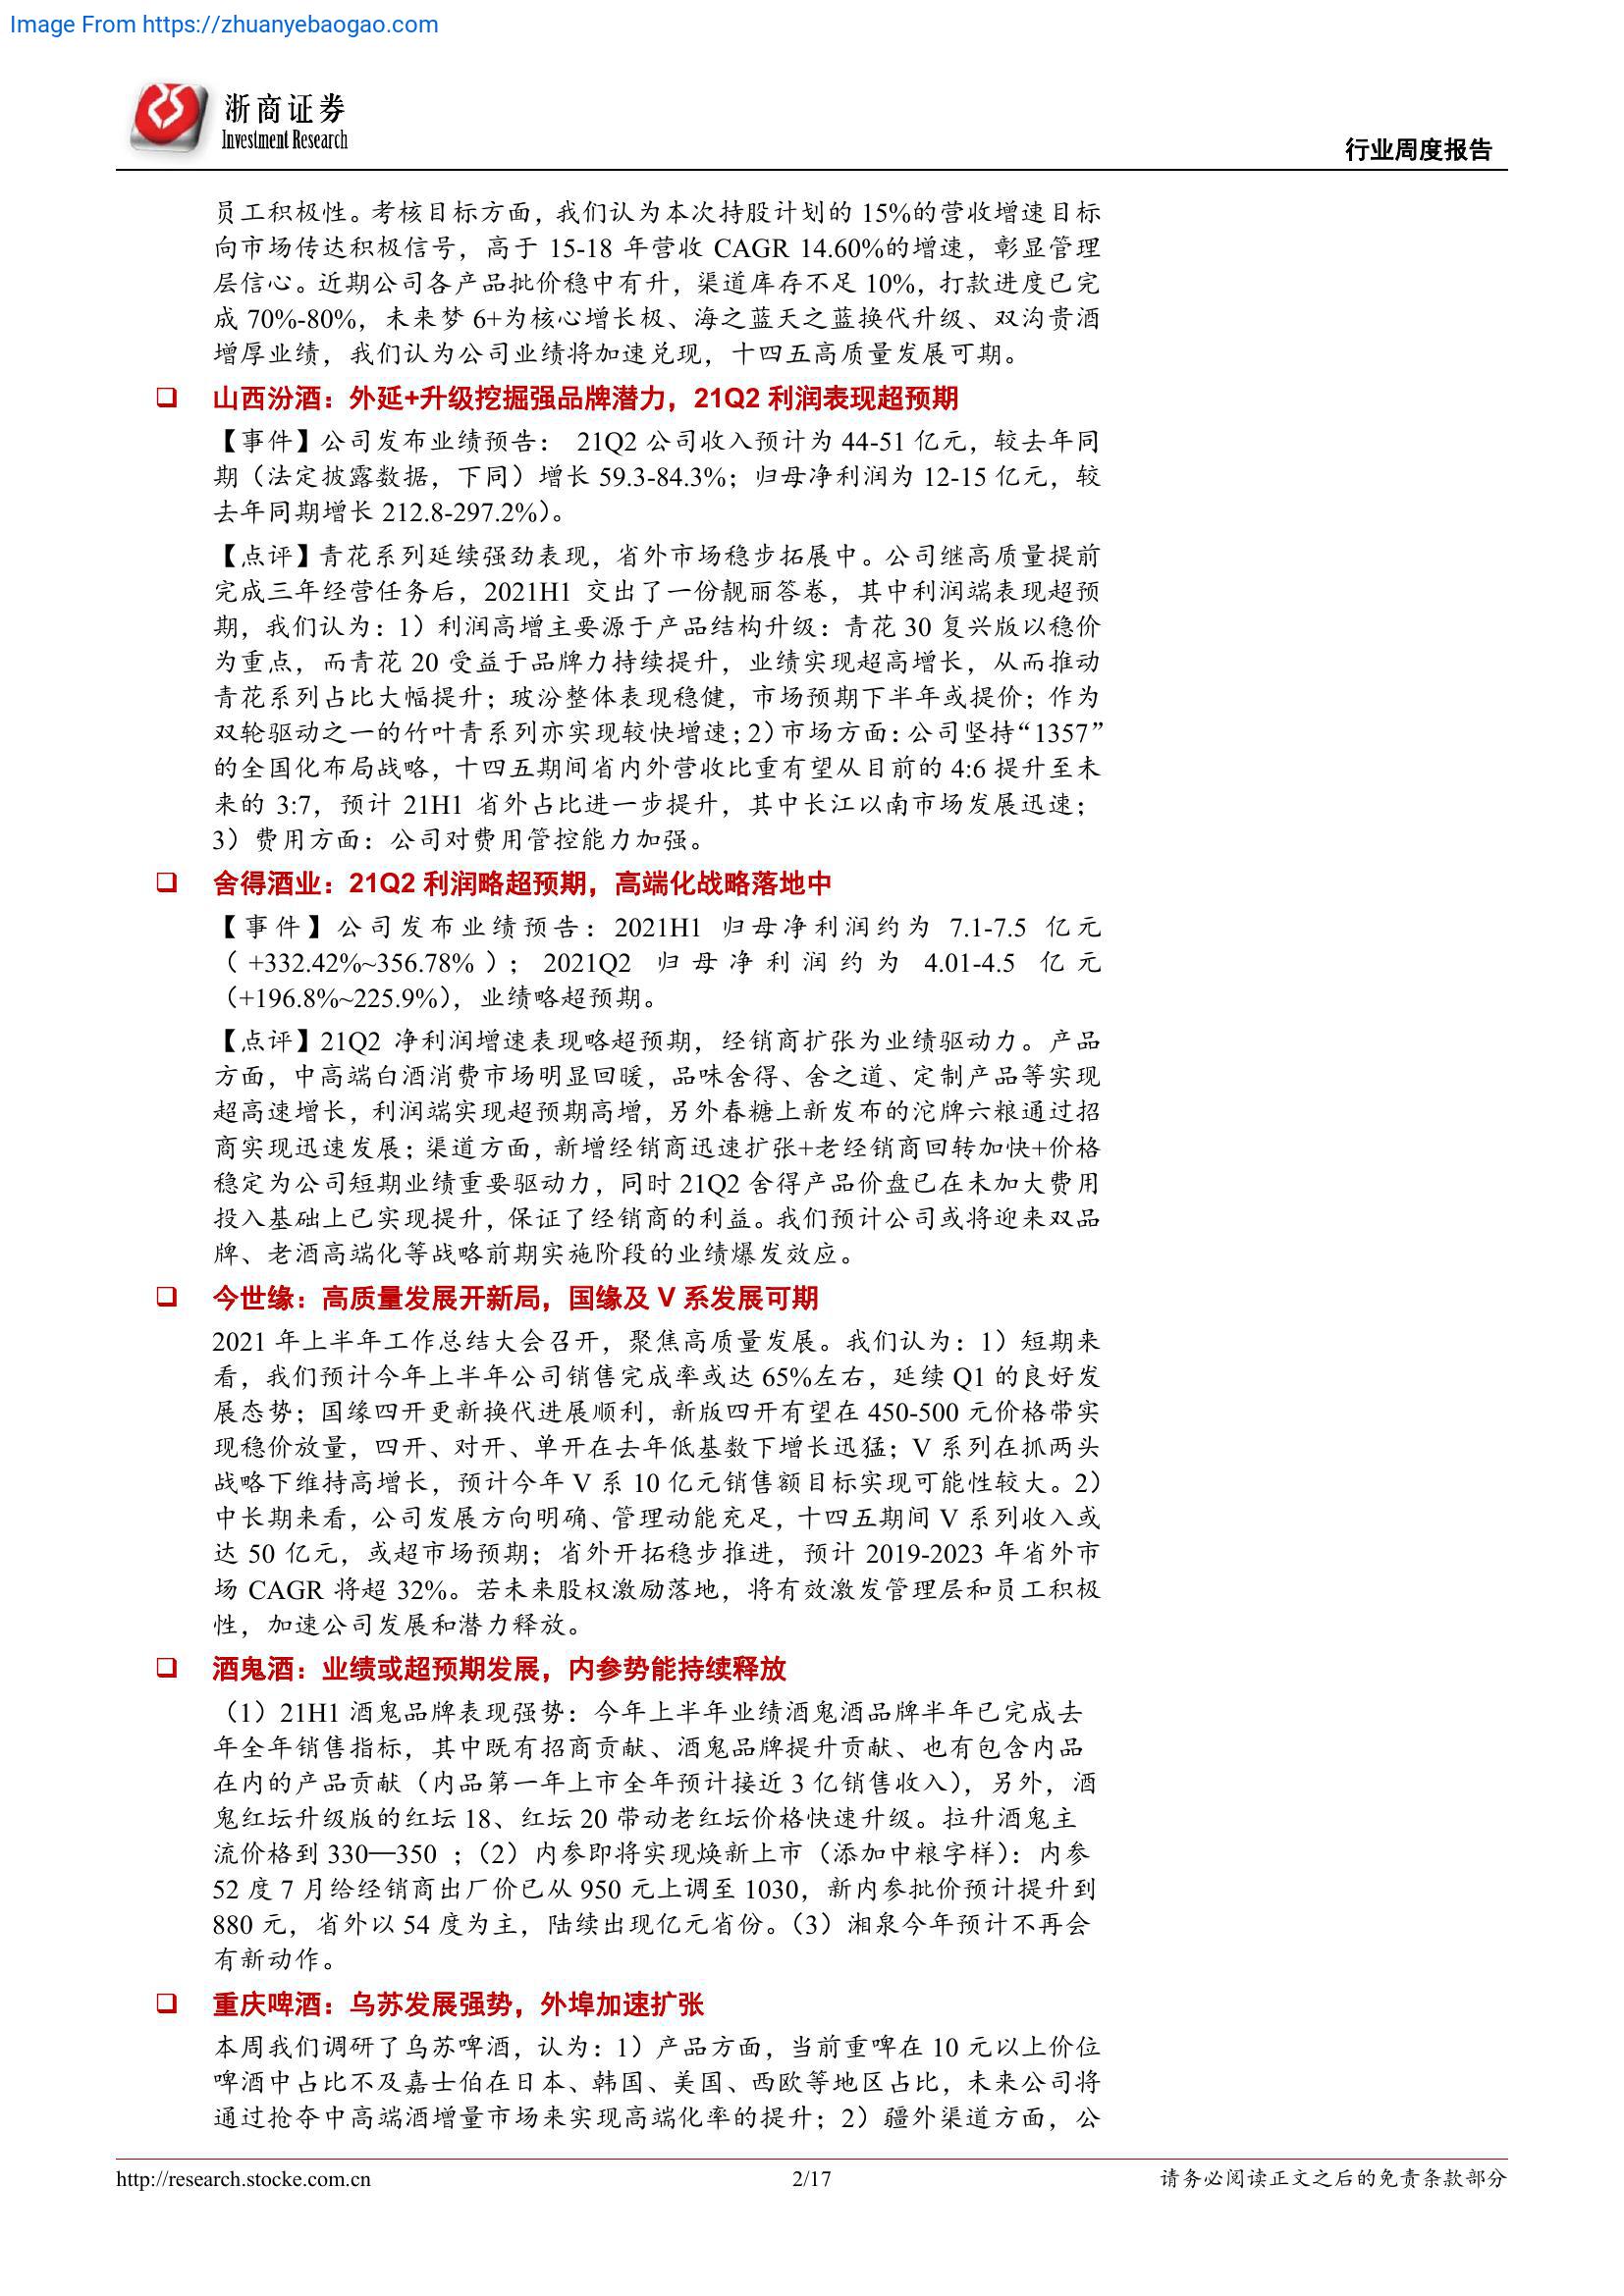 Image From https://zhuanyebaogao.com
浙商证券
Investment Research
行业周度报告
员工积极性。考核目标方面，我们认为本次持股计划的 15%的营收增速目标
向市场传达积极信号，高于 15-18 年营收 CAGR 14.60%的增速，彰显管理
层信心。近期公司各产品批价稳中有升，渠道库存不足 10%，打款进度已完
成 70%-80%，未来梦 6+为核心增长极、海之蓝天之蓝换代升级、双沟贵酒
增厚业绩，我们认为公司业绩将加速兑现，十四五高质量发展可期。
❑ 山西汾酒：外延+升级挖掘强品牌潜力，21Q2 利润表现超预期
【事件】公司发布业绩预告： 21Q2 公司收入预计为 44-51 亿元，较去年同
期（法定披露数据，下同）增长 59.3-84.3%；归母净利润为 12-15 亿元，较
去年同期增长 212.8-297.2%）。
【点评】青花系列延续强劲表现，省外市场稳步拓展中。公司继高质量提前
完成三年经营任务后，2021H1 交出了一份靓丽答卷，其中利润端表现超预
期，我们认为：1）利润高增主要源于产品结构升级：青花 30 复兴版以稳价
为重点，而青花 20 受益于品牌力持续提升，业绩实现超高增长，从而推动
青花系列占比大幅提升；玻汾整体表现稳健，市场预期下半年或提价；作为
双轮驱动之一的竹叶青系列亦实现较快增速；2）市场方面：公司坚持“1357”
的全国化布局战略，十四五期间省内外营收比重有望从目前的 4:6 提升至未
来的 3:7，预计 21H1 省外占比进一步提升，其中长江以南市场发展迅速；
3）费用方面：公司对费用管控能力加强。
❑ 舍得酒业：21Q2 利润略超预期，高端化战略落地中
【事件】公司发布业绩预告：2021H1 归母净利润约为 7.1-7.5 亿元
（+332.42%~356.78%）；2021Q2 归母净利润约为 4.01-4.5 亿元
（+196.8%~225.9%），业绩略超预期。
【点评】21Q2 净利润增速表现略超预期，经销商扩张为业绩驱动力。产品
方面，中高端白酒消费市场明显回暖，品味舍得、舍之道、定制产品等实现
超高速增长，利润端实现超预期高增，另外春糖上新发布的沱牌六粮通过招
商实现迅速发展；渠道方面，新增经销商迅速扩张+老经销商回转加快+价格
稳定为公司短期业绩重要驱动力，同时 21Q2 舍得产品价盘已在未加大费用
投入基础上已实现提升，保证了经销商的利益。我们预计公司或将迎来双品
牌、老酒高端化等战略前期实施阶段的业绩爆发效应。
❑ 今世缘：高质量发展开新局，国缘及 V 系发展可期
2021 年上半年工作总结大会召开，聚焦高质量发展。我们认为：1）短期来
看，我们预计今年上半年公司销售完成率或达 65%左右，延续 Q1 的良好发
展态势；国缘四开更新换代进展顺利，新版四开有望在 450-500 元价格带实
现稳价放量，四开、对开、单开在去年低基数下增长迅猛；V 系列在抓两头
战略下维持高增长，预计今年 V 系 10 亿元销售额目标实现可能性较大。2）
中长期来看，公司发展方向明确、管理动能充足，十四五期间 V 系列收入或
达 50 亿元，或超市场预期；省外开拓稳步推进，预计 2019-2023 年省外市
场 CAGR 将超 32%。若未来股权激励落地，将有效激发管理层和员工积极
性，加速公司发展和潜力释放。
❑ 酒鬼酒：业绩或超预期发展，内参势能持续释放
（1）21H1 酒鬼品牌表现强势：今年上半年业绩酒鬼酒品牌半年已完成去
年全年销售指标，其中既有招商贡献、酒鬼品牌提升贡献、也有包含内品
在内的产品贡献（内品第一年上市全年预计接近 3 亿销售收入），另外，酒
鬼红坛升级版的红坛 18、红坛 20 带动老红坛价格快速升级。拉升酒鬼主
流价格到 330—350 ；（2）内参即将实现焕新上市（添加中粮字样）：内参
52 度 7 月给经销商出厂价已从 950 元上调至 1030，新内参批价预计提升到
880 元，省外以 54 度为主，陆续出现亿元省份。（3）湘泉今年预计不再会
有新动作。
❑ 重庆啤酒：乌苏发展强势，外埠加速扩张
本周我们调研了乌苏啤酒，认为：1）产品方面，当前重啤在 10 元以上价位
啤酒中占比不及嘉士伯在日本、韩国、美国、西欧等地区占比，未来公司将
通过抢夺中高端酒增量市场来实现高端化率的提升；2）疆外渠道方面，公
http://research.stocke.com.cn
2/17
请务必阅读正文之后的免责条款部分